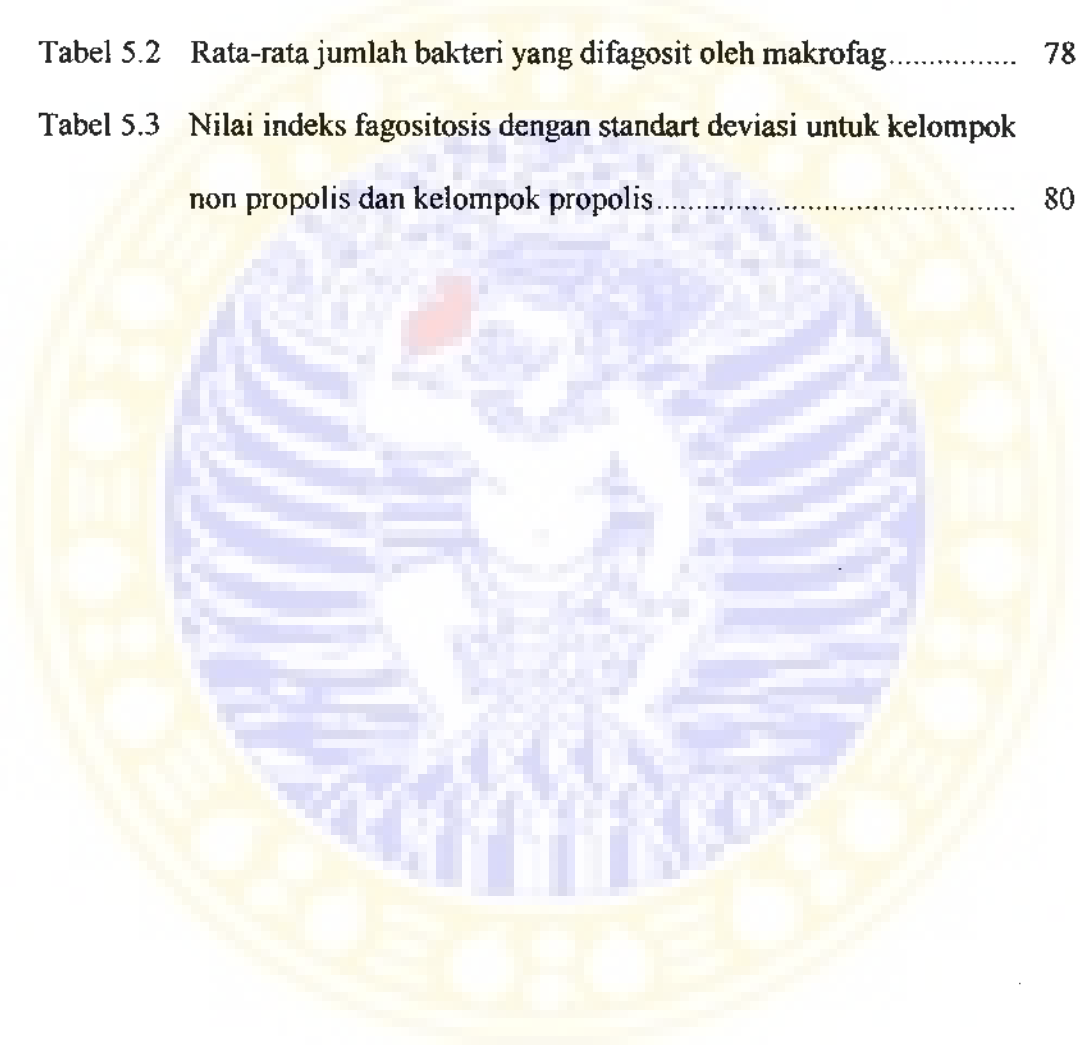 Tabel 5.2 Rata-rata jumlah bakteri yang difagosit oleh makrofag................ 78
Tabel 5.3 Nilai indeks fagositosis dengan standart deviasi untuk kelompok
non propolis dan kelompok propolis............................................. 80